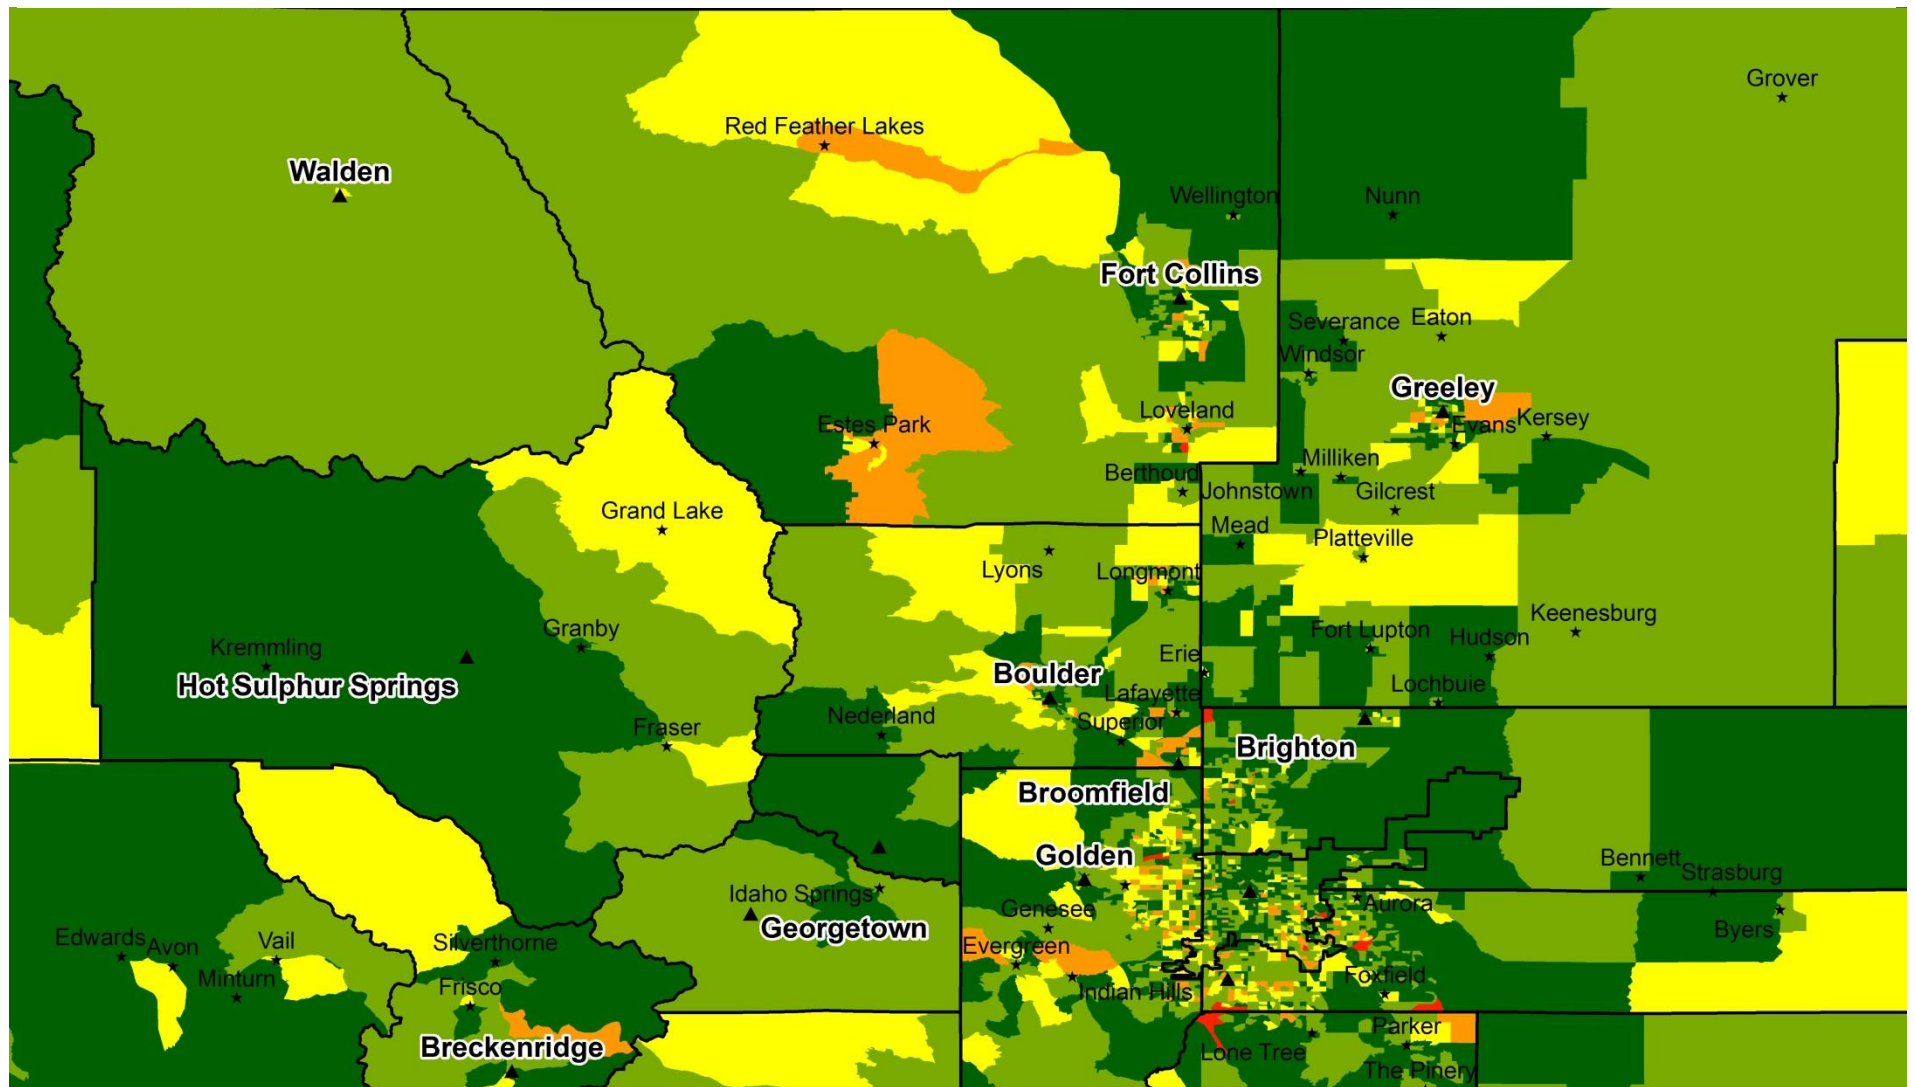 Grover
Red Feather Lakes
Walden
Wellington
Nunn
Fort Collins
Severance
Eaton
Windsor
Greeley
Loveland
Estes Park
Evans
Kersey
Milliken
Berthoud
Johnstown
Gilcrest
Grand Lake
Mead
Platteville
Lyons
Longmont
Keenesburg
Granby
Fort Lupton
Hudson
Kremmling
Erie
Boulder
Hot Sulphur Springs
Lochbuie
Lafayette
Nederland
Superior
Fraser
Brighton
Broomfield
Golden
Bennett
Strasburg
Idaho Springs
Genesee
Aurora
Georgetown
Byers
Edwards
Avon
Vail
Silverthorne
Evergreen
Minturn
Frisco
Foxfield
Indian Hills
Parker
Breckenridge
Lone Tree
The Pinery